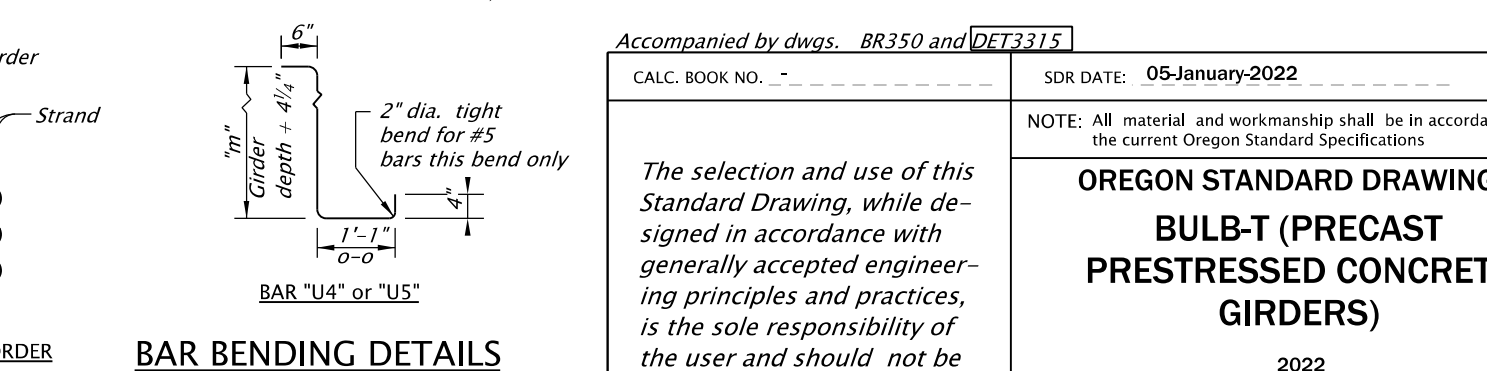 rder
Strand
RDER
6"
"m"
Girder
depth + 4¼"
2" dia. tight
bend for #5
bars this bend only
4"
1'-1"
o-o
BAR "U4" or "U5"
BAR BENDING DETAILS
Accompanied by dwgs. BR350 and DET3315
CALC. BOOK NO. -
SDR DATE: 05-January-2022
NOTE: All material and workmanship shall be in accorda
the current Oregon Standard Specifications
The selection and use of this
Standard Drawing, while de-
signed in accordance with
generally accepted engineer-
ing principles and practices,
is the sole responsibility of
the user and should not be
OREGON STANDARD DRAWING
BULB-T (PRECAST
PRESTRESSED CONCRET
GIRDERS)
2022